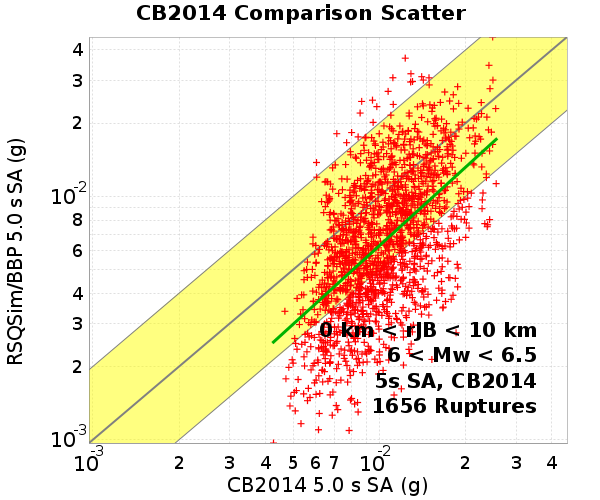 CB2014 Comparison Scatter
RSQSim/BBP 5.0 s SA (g)
4
3
2
10-2
8
6
4
3
2
10-3
0 km < rJB < 10 km
6 < Mw < 6.5
5s SA, CB2014
1656 Ruptures
10-3 2 3 4 5 6 7 10-2 2 3 4
CB2014 5.0 s SA (g)